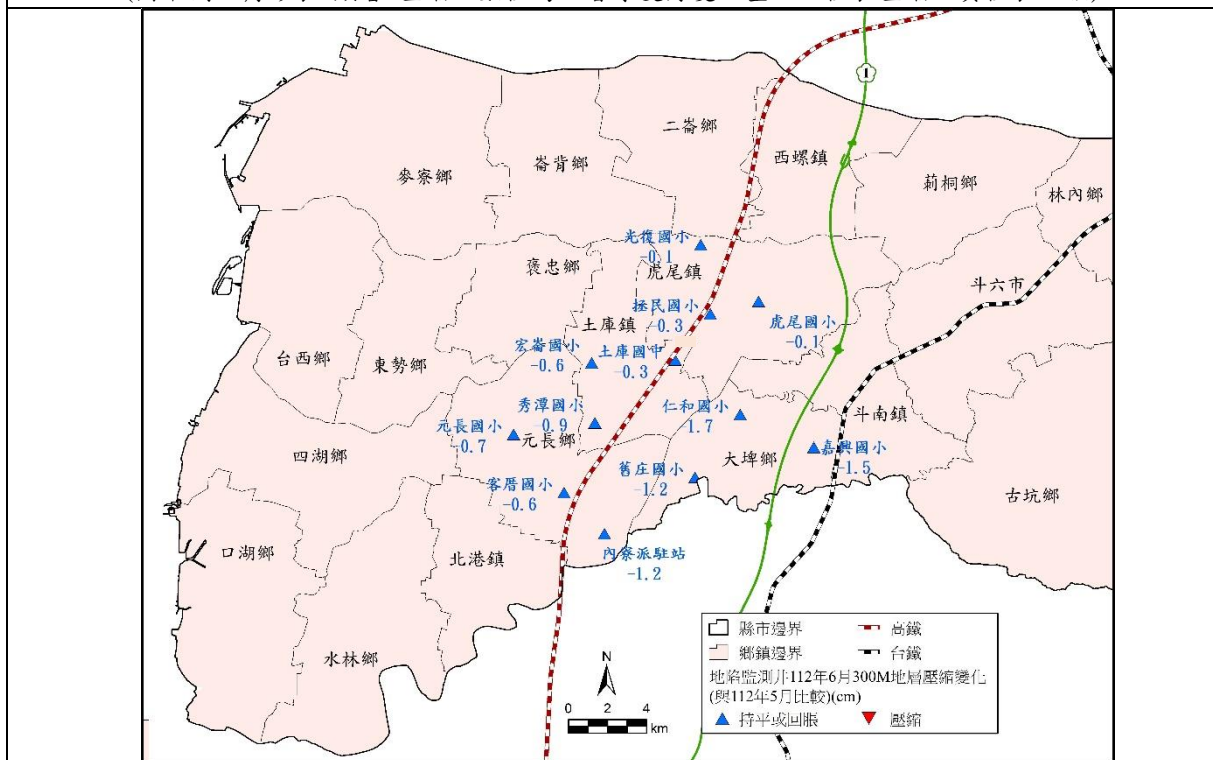 二崙鄉
西螺鎮
崙背鄉
麥寮鄉
莿桐鄉
林內鄉
光復國小
-0.1
褒忠鄉
虎尾鎮
斗六市
拯民國小
-0.3
虎尾國小
-0.1
土庫鎮
宏崙國小
-0.6
土庫國中
-0.3
台西鄉
東勢鄉
秀潭國小
-0.9
仁和國小
1.7
斗南鎮
元長國小
-0.7
元長鄉
嘉興國小
-1.5
四湖鄉
大埤鄉
舊庄國小
-1.2
客厝國小
-0.6
古坑鄉
口湖鄉
北港鎮
內寮派駐站
-1.2
水林鄉
1
N
0 2 4
km
縣市邊界
高鐵
鄉鎮邊界
台鐵
地陷監測井112年6月300M地層壓縮變化
(與112年5月比較)(cm)
持平或回脹
壓縮